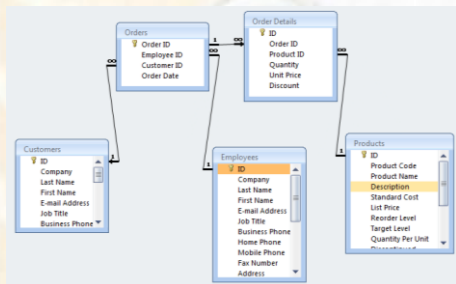 Orders
Order ID
Employee ID
Customer ID
Order Date
1
∞
∞
∞
Order Details
ID
Order ID
Product ID
Quantity
Unit Price
Discount
∞
Customers
ID
Company
Last Name
First Name
E-mail Address
Job Title
Business Phone
1
Employees
ID
Company
Last Name
First Name
E-mail Address
Job Title
Business Phone
Home Phone
Mobile Phone
Fax Number
Address
1
Products
ID
Product Code
Product Name
Description
Standard Cost
List Price
Reorder Level
Target Level
Quantity Per Unit
Discontinued
1